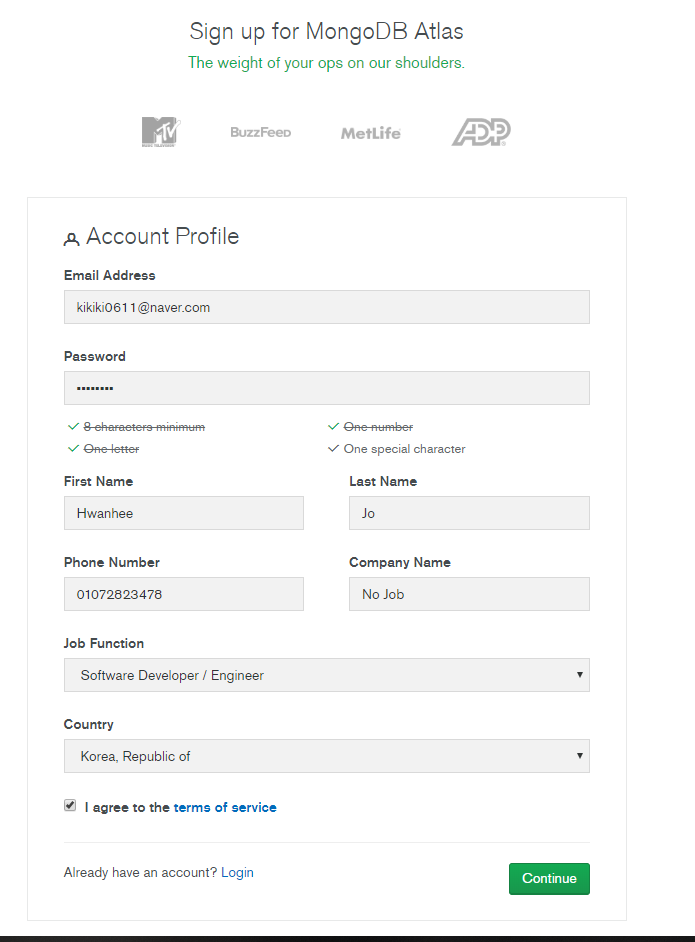 Sign up for MongoDB Atlas
The weight of your ops on our shoulders.
MTV
MUSIC TELEVISION
BuzzFeed
MetLife
ADP
Account Profile
Email Address
kikiki0611@naver.com
Password
••••••••
8 characters minimum One number
One letter One special character
First Name Last Name
Hwanhee Jo
Phone Number Company Name
01072823478 No Job
Job Function
Software Developer / Engineer
Country
Korea, Republic of
I agree to the terms of service
Already have an account? Login
Continue